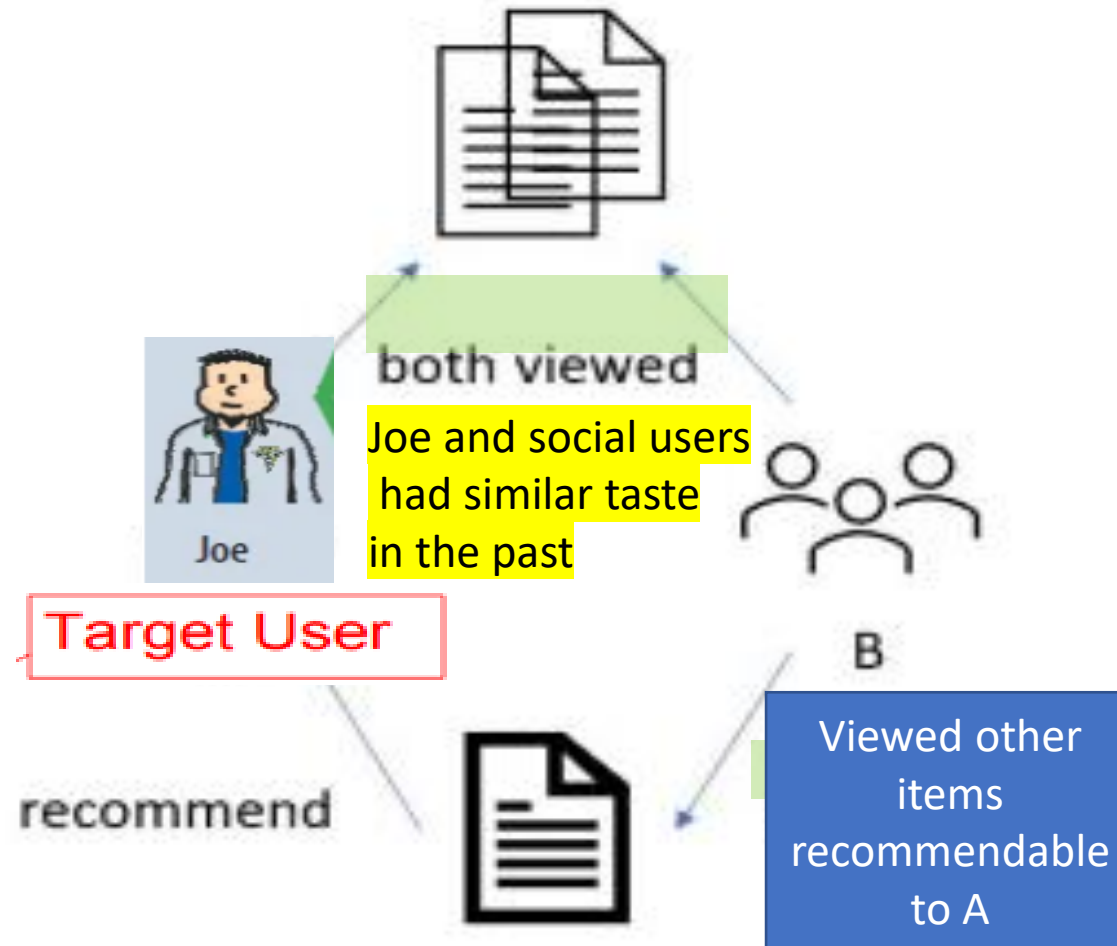 both viewed
Joe and social users
had similar taste
in the past
Joe
Target User
B
Viewed other
items
recommendable
to A
recommend